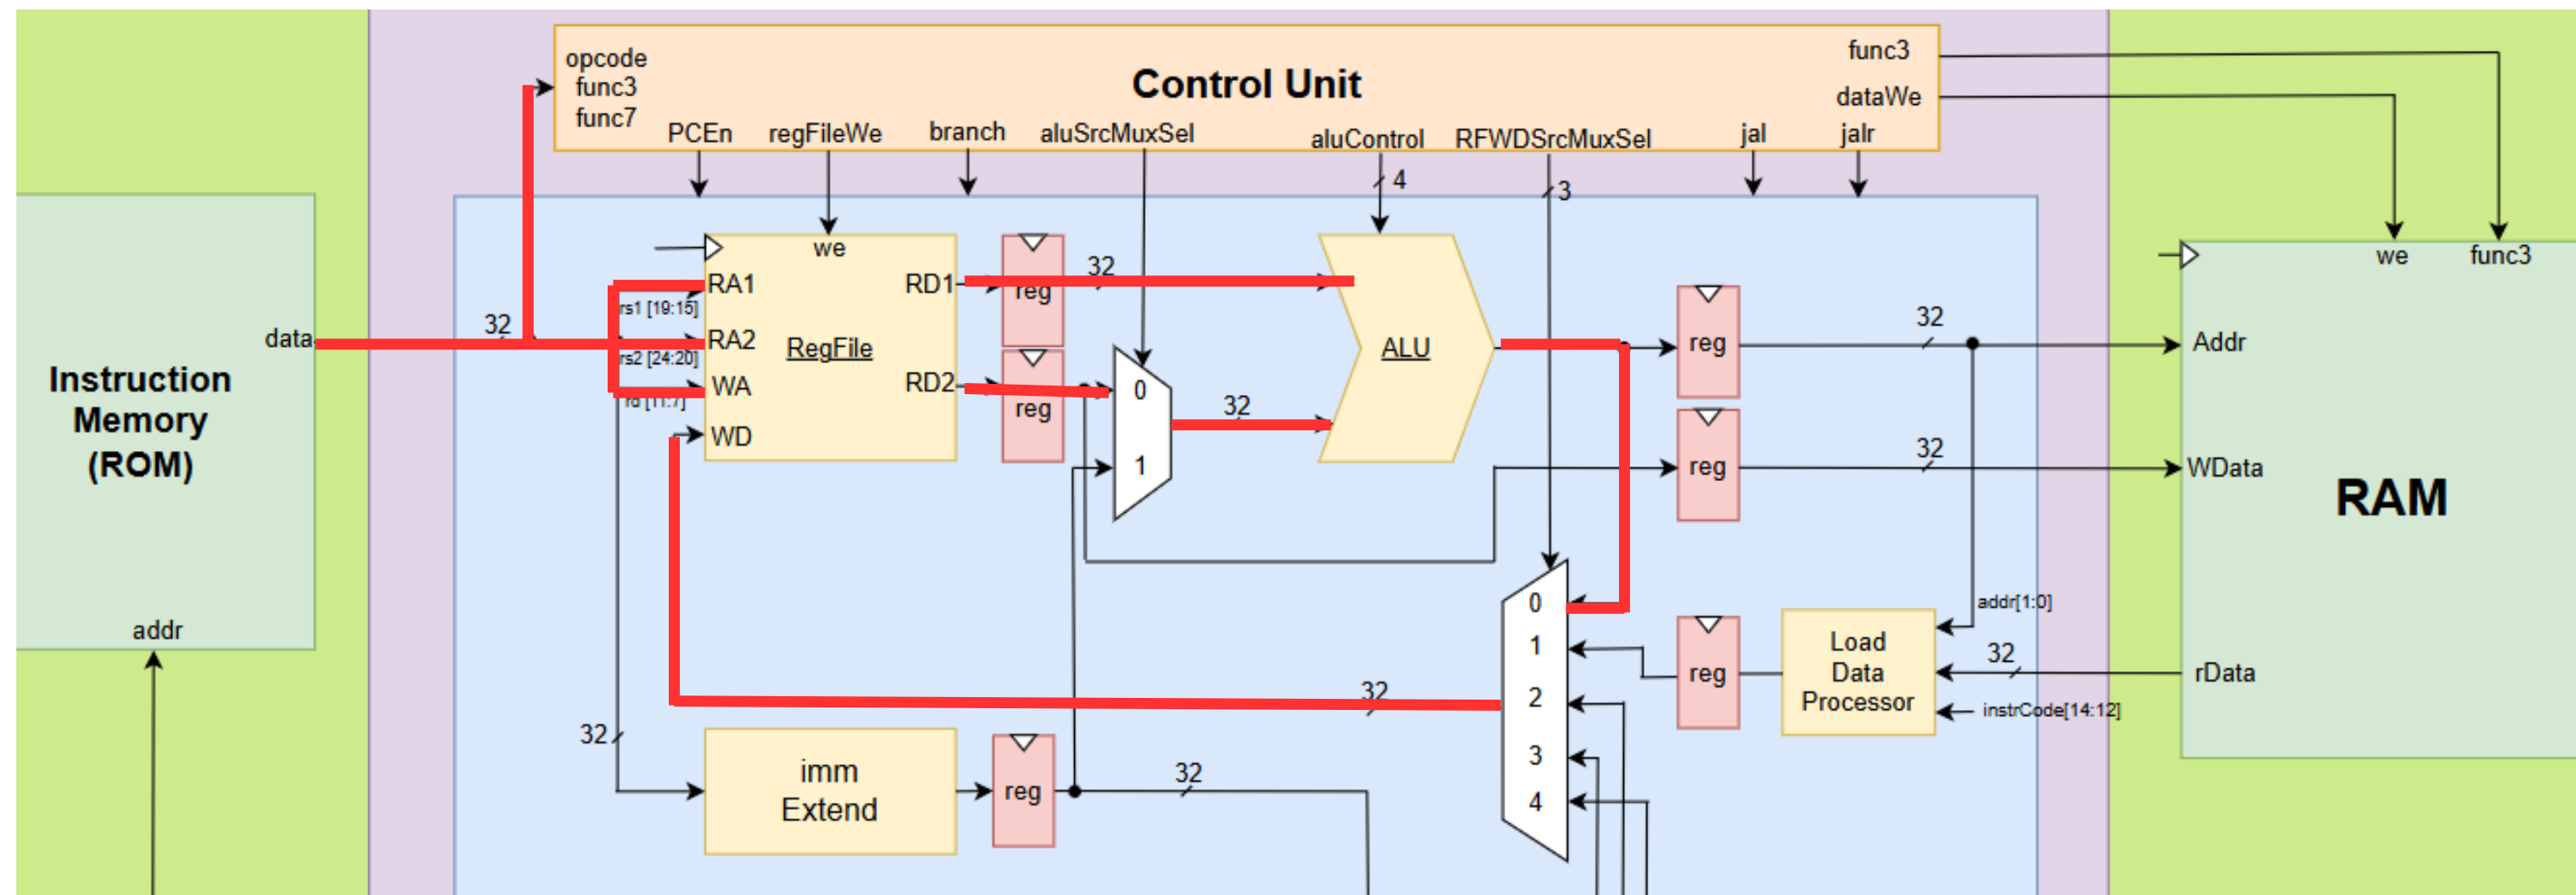 opcode
func3
func7
Control Unit
func3
dataWe
PCEn
regFileWe
branch
aluSrcMuxSel
aluControl
RFWDSrcMuxSel
jal
jalr
4
3
Instruction
Memory
(ROM)
data
addr
32
we
RA1
rs1 [19:15]
RA2
rs2 [24:20]
WA
rd [11:7]
WD
RegFile
RD1
RD2
reg
reg
32
0
1
32
ALU
reg
32
reg
32
we
func3
Addr
WData
RAM
rData
0
1
2
3
4
reg
Load
Data
Processor
addr[1:0]
32
instrCode[14:12]
32
32
imm
Extend
reg
32